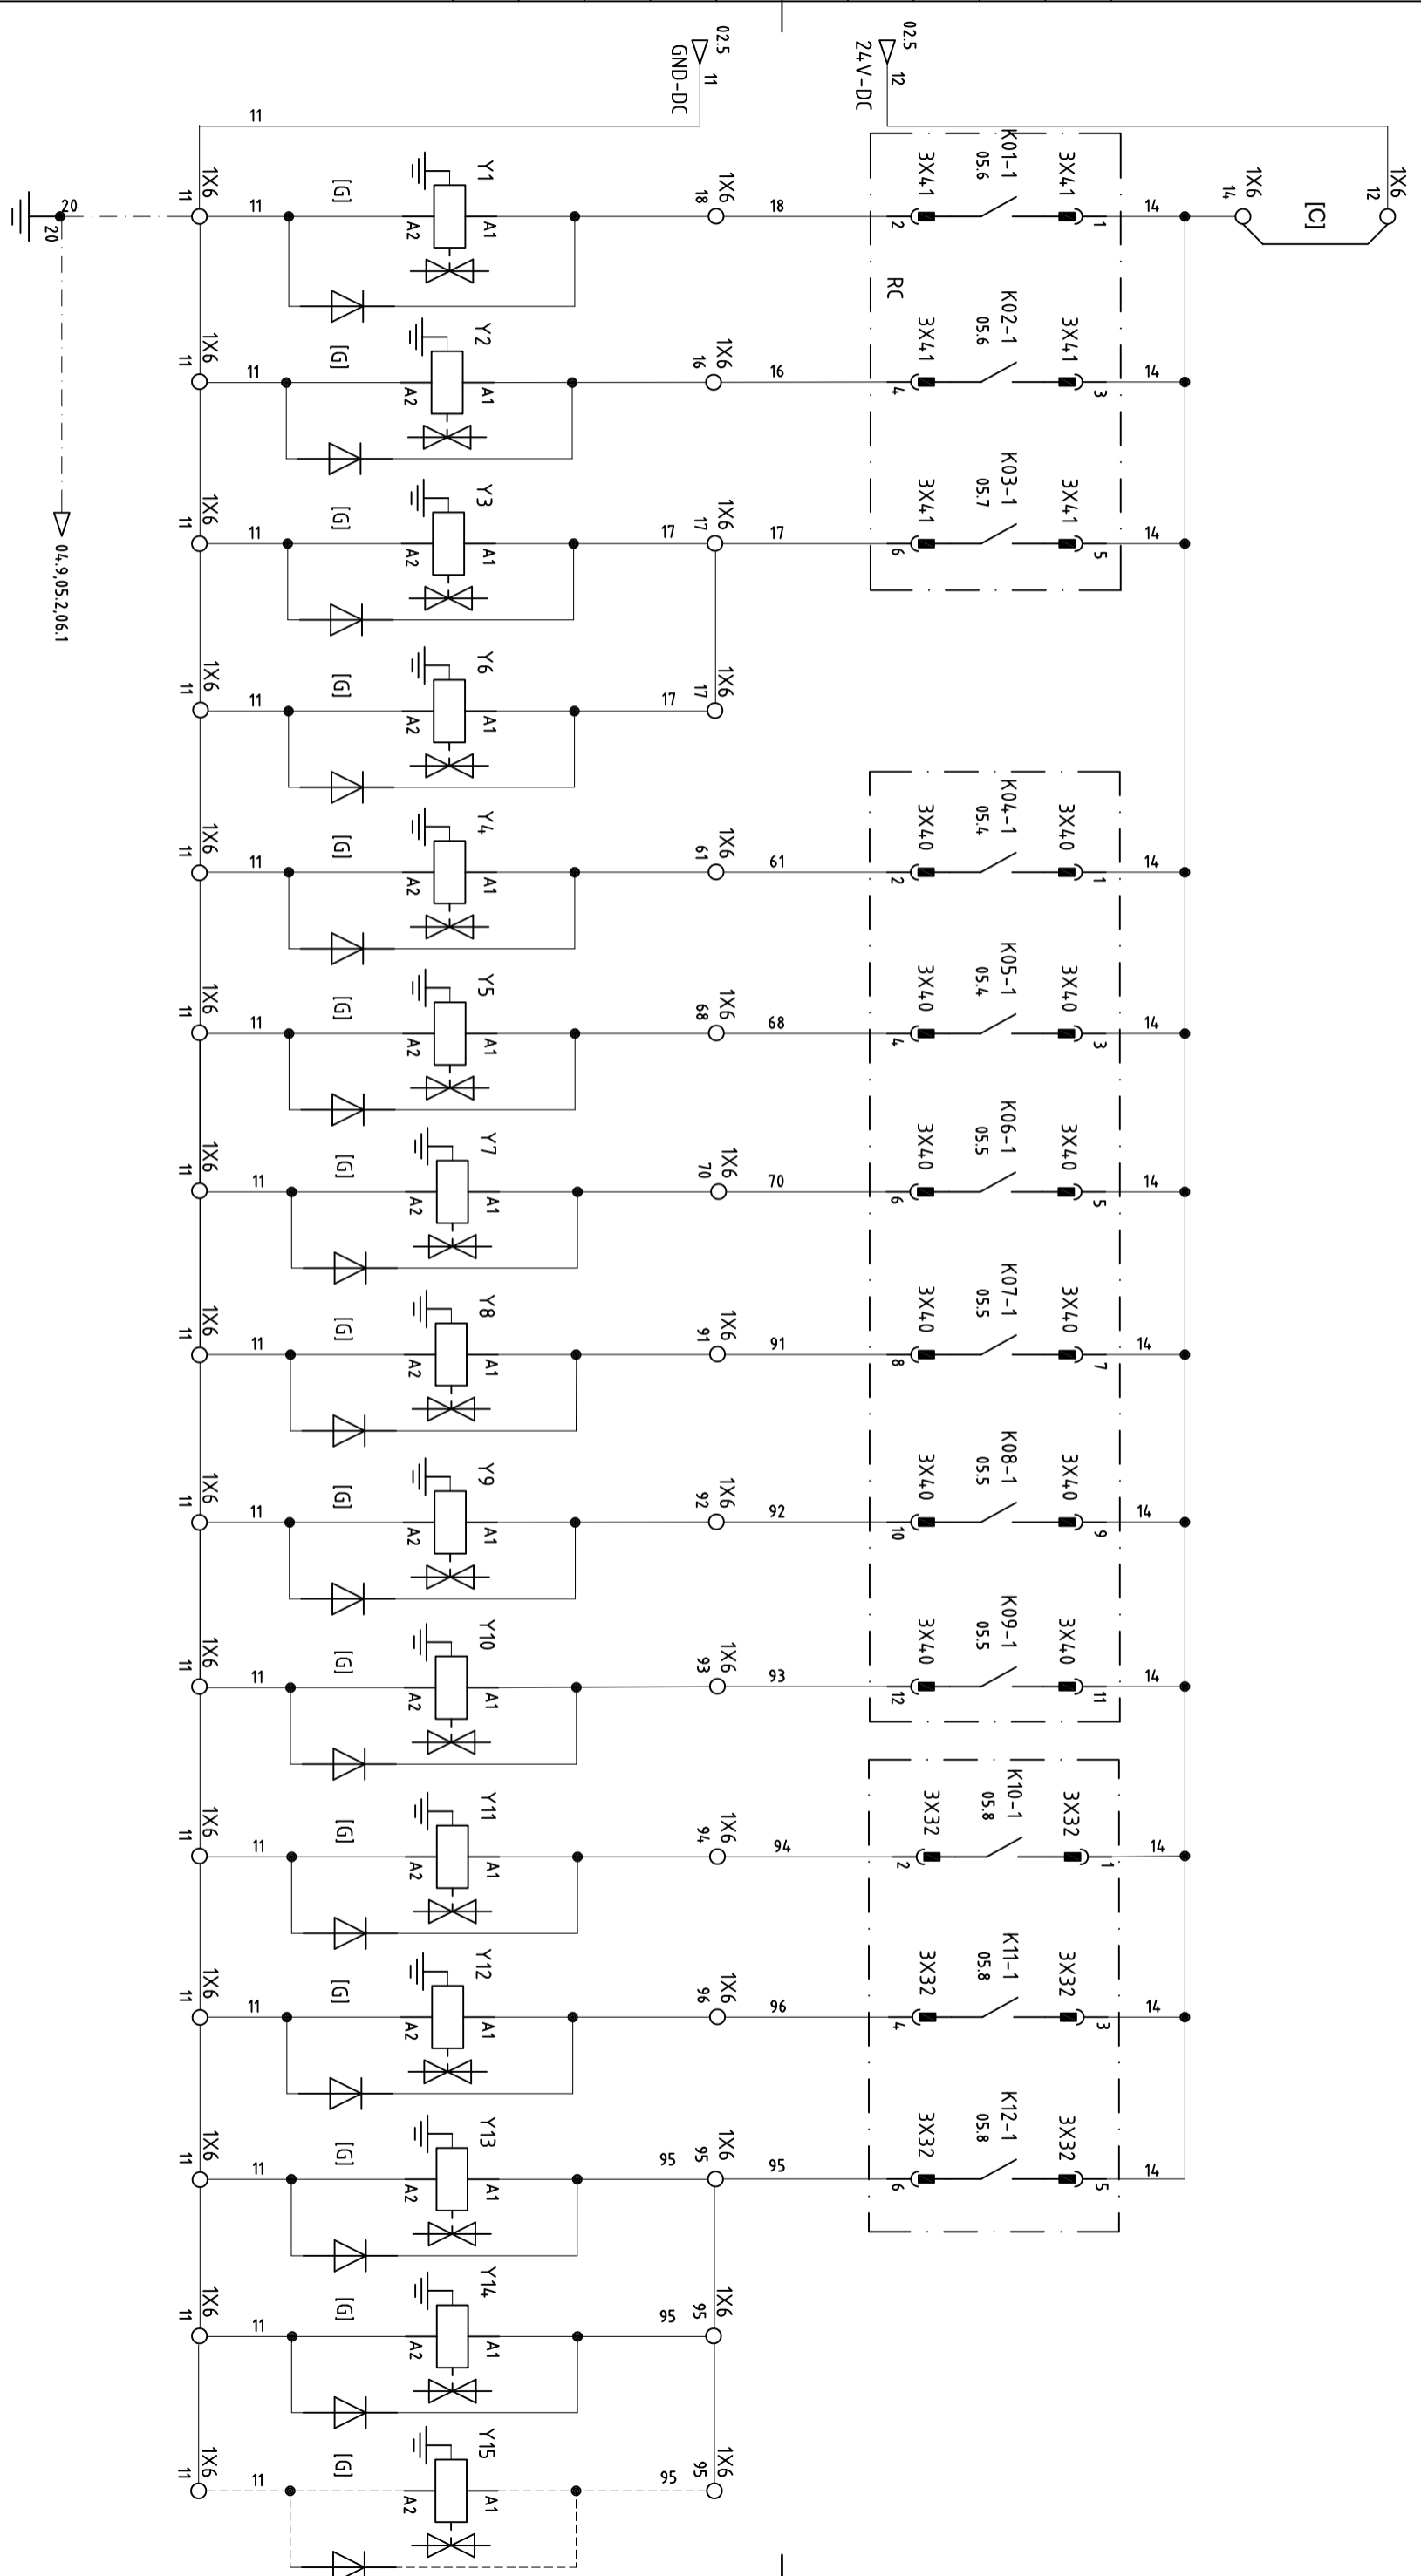 1X6
12
[C]
1X6
14
14 14 14 14 14 14 14 14 14 14 14 14
1 3 5 1 3 5 7 9 11 1 3 5
3X41 3X41 3X41 3X40 3X40 3X40 3X40 3X40 3X40 3X32 3X32 3X32
K01-1 K02-1 K03-1 K04-1 K05-1 K06-1 K07-1 K08-1 K09-1 K10-1 K11-1 K12-1
05.6 05.6 05.7 05.4 05.4 05.5 05.5 05.5 05.5 05.8 05.8 05.8
3X41 3X41 3X41 3X40 3X40 3X40 3X40 3X40 3X40 3X32 3X32 3X32
2 4 6 2 4 6 8 10 12 2 4 6
RC
02.5
12
24V-DC
18 16 17 61 68 70 91 92 93 94 96 95
02.5
11
GND-DC
1X6 1X6 1X6 1X6 1X6 1X6 1X6 1X6 1X6 1X6 1X6 1X6 1X6 1X6 1X6
18 16 17 17 61 68 70 91 92 93 94 96 95 95 95
17 17 95 95 95
Y1 Y2 Y3 Y6 Y4 Y5 Y7 Y8 Y9 Y10 Y11 Y12 Y13 Y14 Y15
A1 A1 A1 A1 A1 A1 A1 A1 A1 A1 A1 A1 A1 A1 A1
A2 A2 A2 A2 A2 A2 A2 A2 A2 A2 A2 A2 A2 A2 A2
[G] [G] [G] [G] [G] [G] [G] [G] [G] [G] [G] [G] [G] [G] [G]
11 11 11 11 11 11 11 11 11 11 11 11 11 11 11 11
1X6 1X6 1X6 1X6 1X6 1X6 1X6 1X6 1X6 1X6 1X6 1X6 1X6 1X6 1X6
11 11 11 11 11 11 11 11 11 11 11 11 11 11 11
20
20
04.9,05.2,06.1